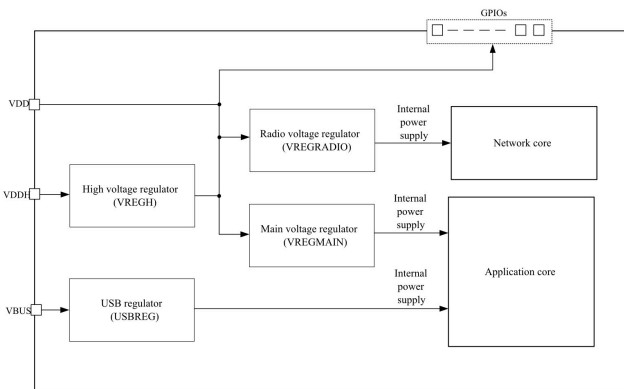 GPIOs
VDD
Internal
power
supply
Radio voltage regulator
(VREGRADIO)
Network core
VDDH
High voltage regulator
(VREGH)
Internal
power
supply
Main voltage regulator
(VREGMAIN)
Application core
Internal
power
supply
VBUS
USB regulator
(USBREG)